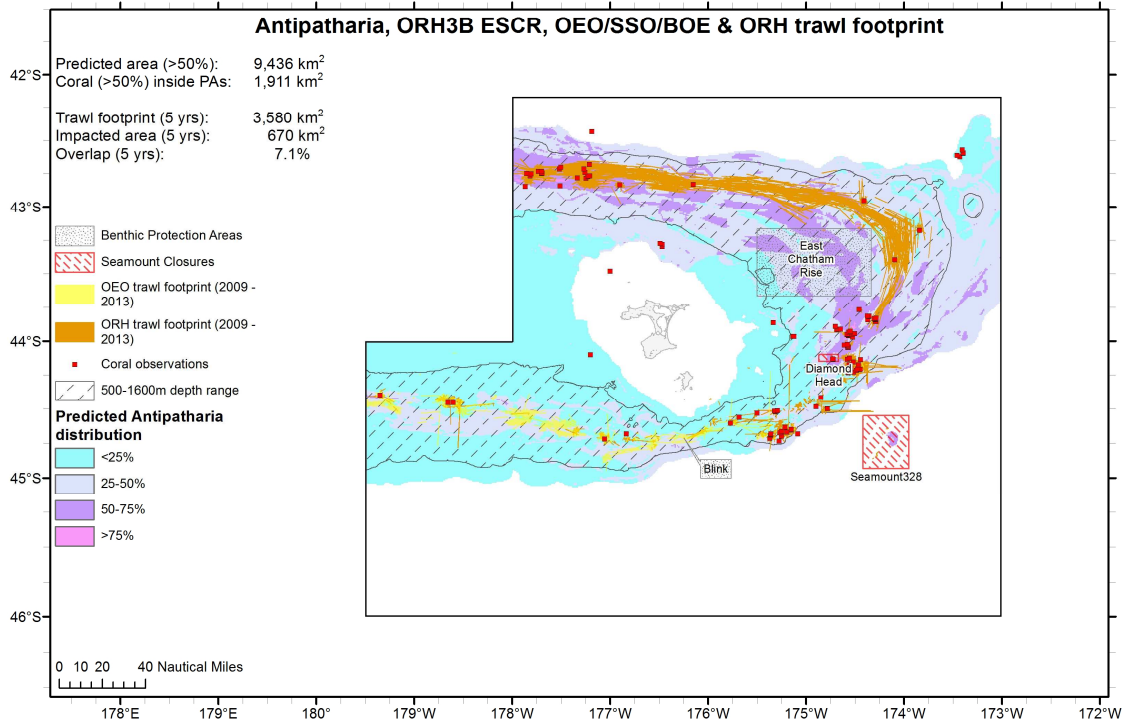 Antipatharia, ORH3B ESCR, OEO/SSO/BOE & ORH trawl footprint
Predicted area (>50%): 9,436 km²
Coral (>50%) inside PAs: 1,911 km²
Trawl footprint (5 yrs): 3,580 km²
Impacted area (5 yrs): 670 km²
Overlap (5 yrs): 7.1%
42°S
43°S
44°S
45°S
46°S
Benthic Protection Areas
Seamount Closures
OEO trawl footprint (2009 -
2013)
ORH trawl footprint (2009 -
2013)
Coral observations
500-1600m depth range
Predicted Antipatharia
distribution
<25%
25-50%
50-75%
>75%
East
Chatham
Rise
Diamond
Head
Blink
Seamount328
0 10 20 40 Nautical Miles
178°E 179°E 180° 179°W 178°W 177°W 176°W 175°W 174°W 173°W 172°W